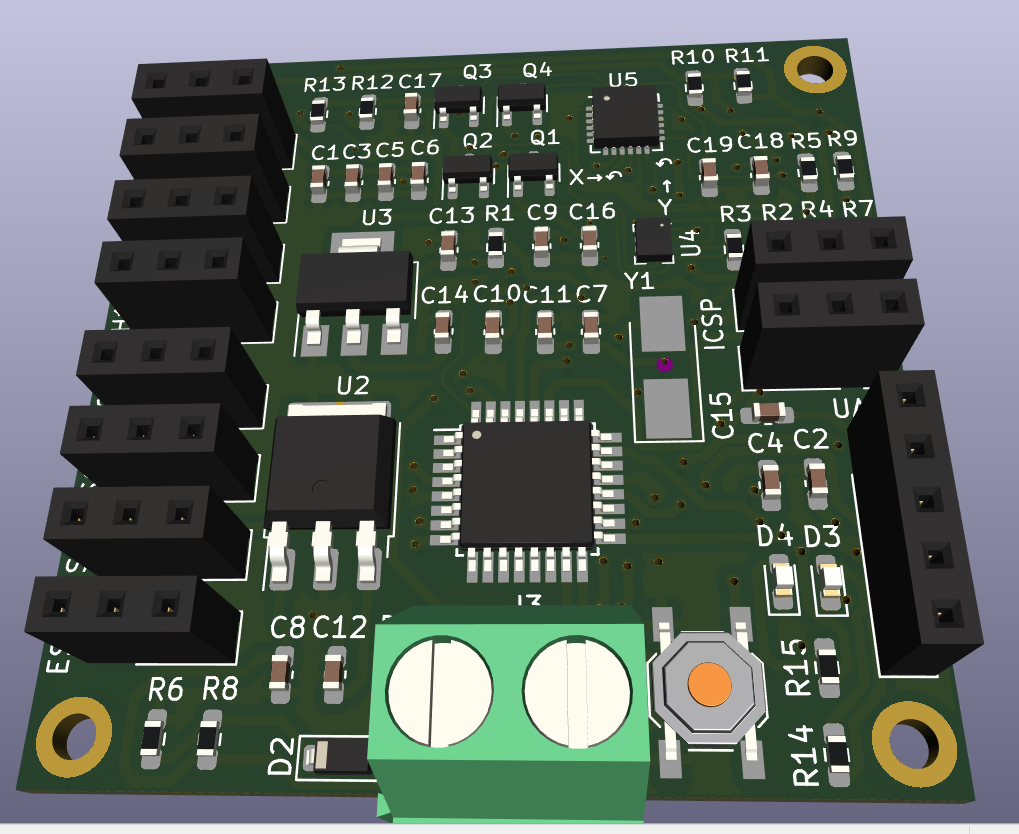 R13 R12 C17 Q3 Q4 U5 R10 R11
C1 C3 C5 C6 Q2 Q1 X→ C19 C18 R5 R9
Y
U3 C13 R1 C9 C16 U4 R3 R2 R4 R7
Y1
C14 C10 C11 C7 ICSP
U2 C15
C4 C2
D4 D3
J3
C8 C12
R6 R8 R15
D2 R14